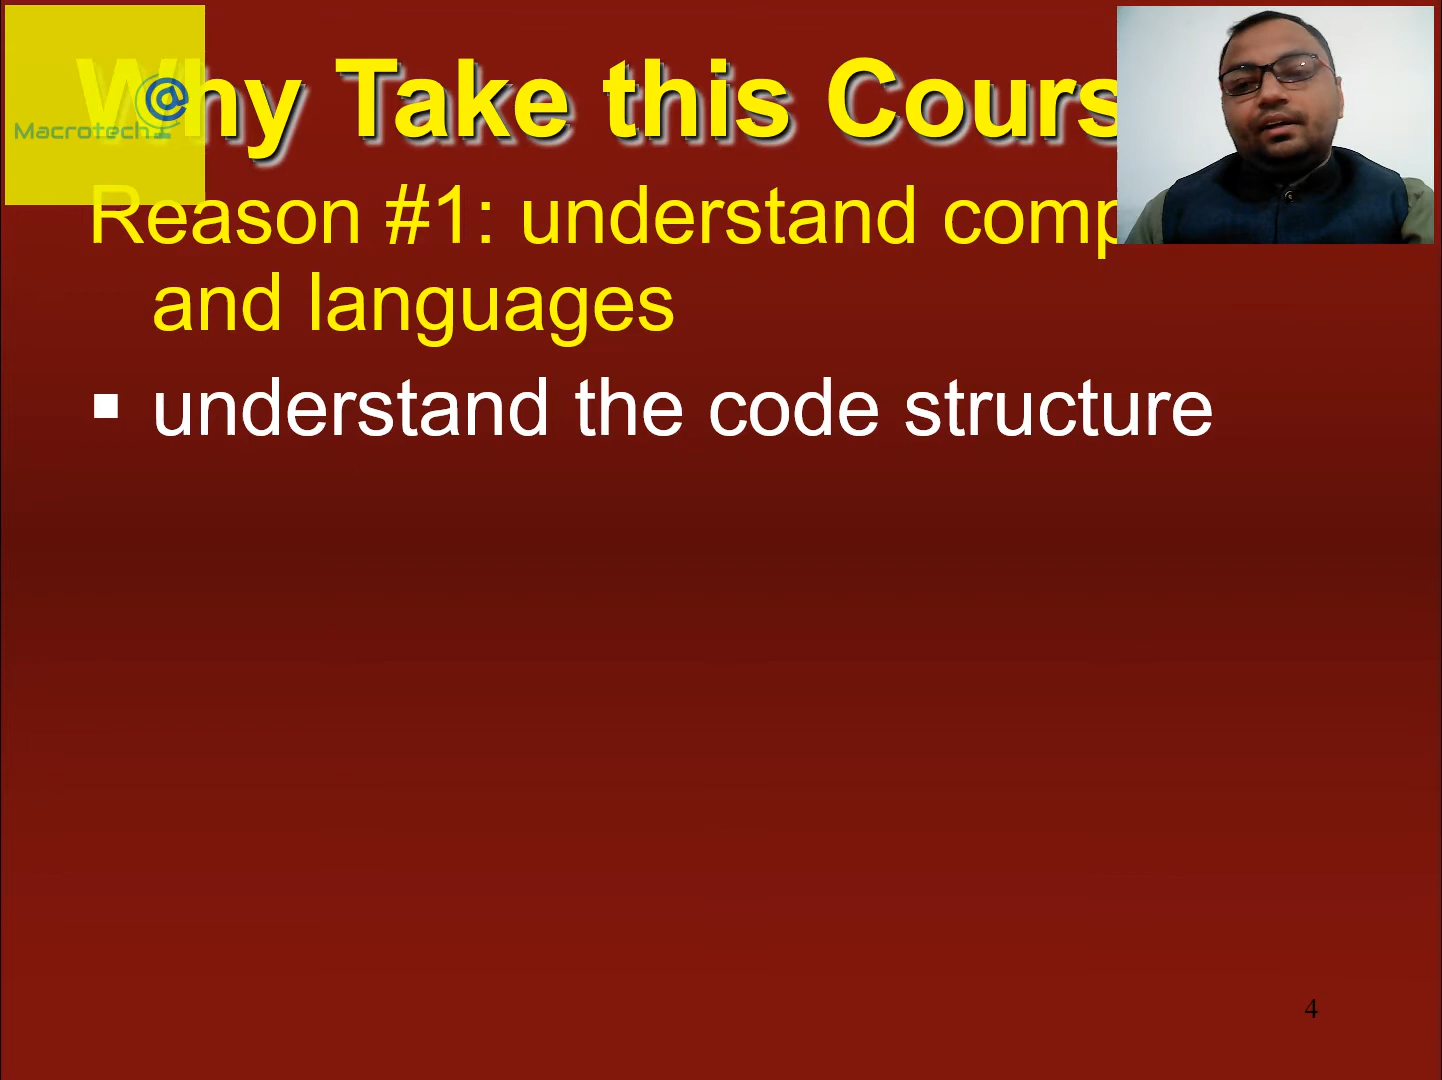 Why Take this Cours
Macrotech
Reason #1: understand comp
and languages
▪ understand the code structure
4